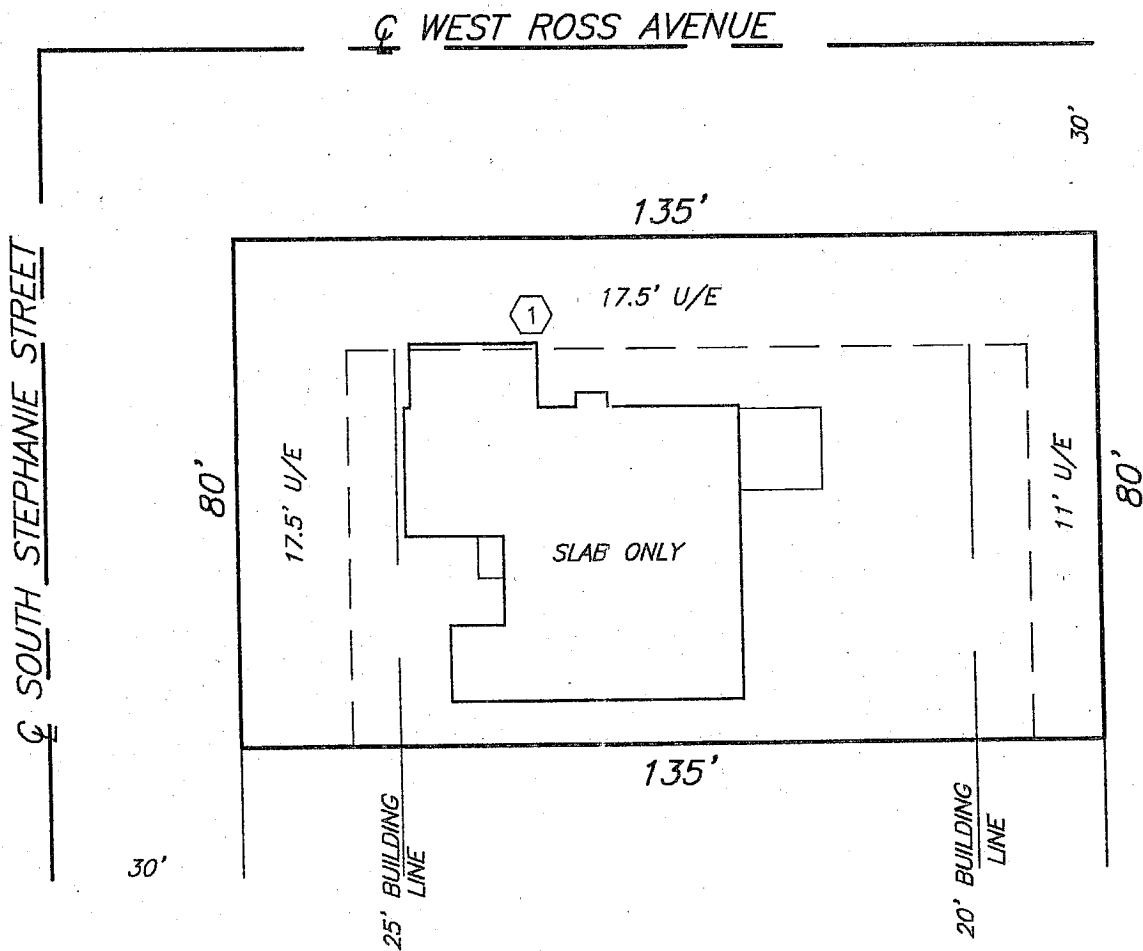 ℄ WEST ROSS AVENUE
30'
135'
17.5' U/E
1
℄ SOUTH STEPHANIE STREET
80'
17.5' U/E
SLAB ONLY
11' U/E
80'
135'
30'
25' BUILDING
LINE
20' BUILDING
LINE